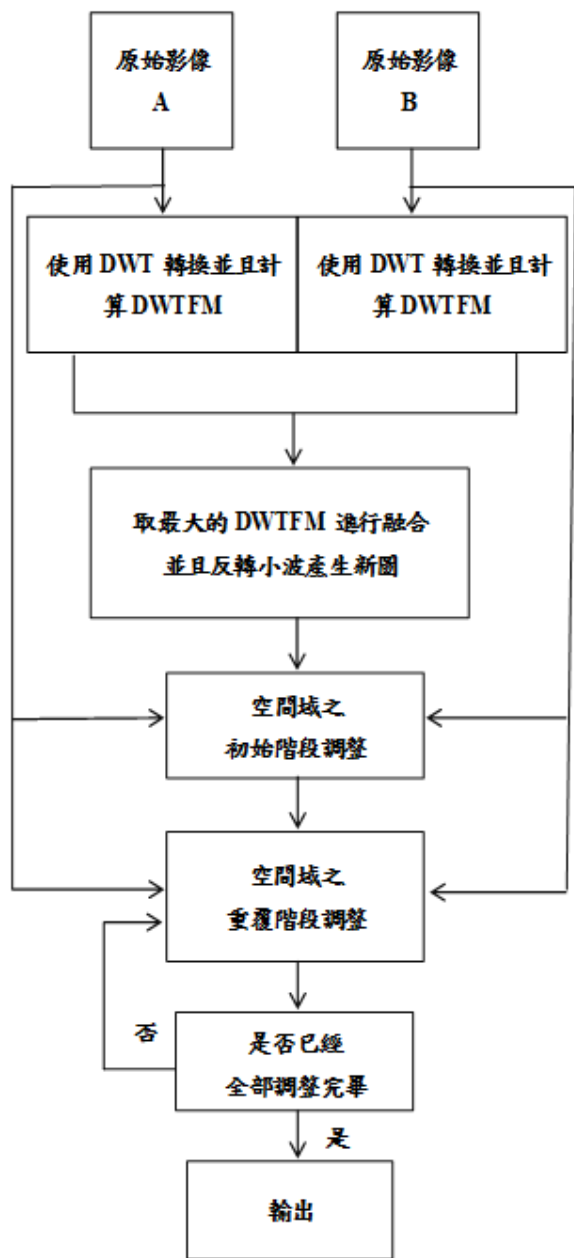 原始影像
A
原始影像
B
使用 DWT 轉換並且計
算 DWTFM
使用 DWT 轉換並且計
算 DWTFM
取最大的 DWTFM 進行融合
並且反轉小波產生新圖
空間域之
初始階段調整
空間域之
重覆階段調整
否
是否已經
全部調整完畢
是
輸出